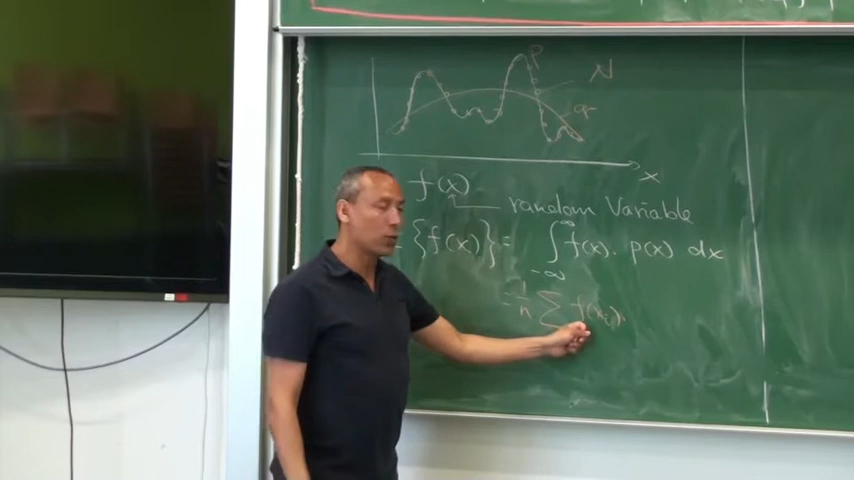 p
N
q
x
f(x)
random Variable
{f(x)} = ∫_{-∞}^{∞} f(x) · p(x) dx
= 1/n Σ f(x_i)